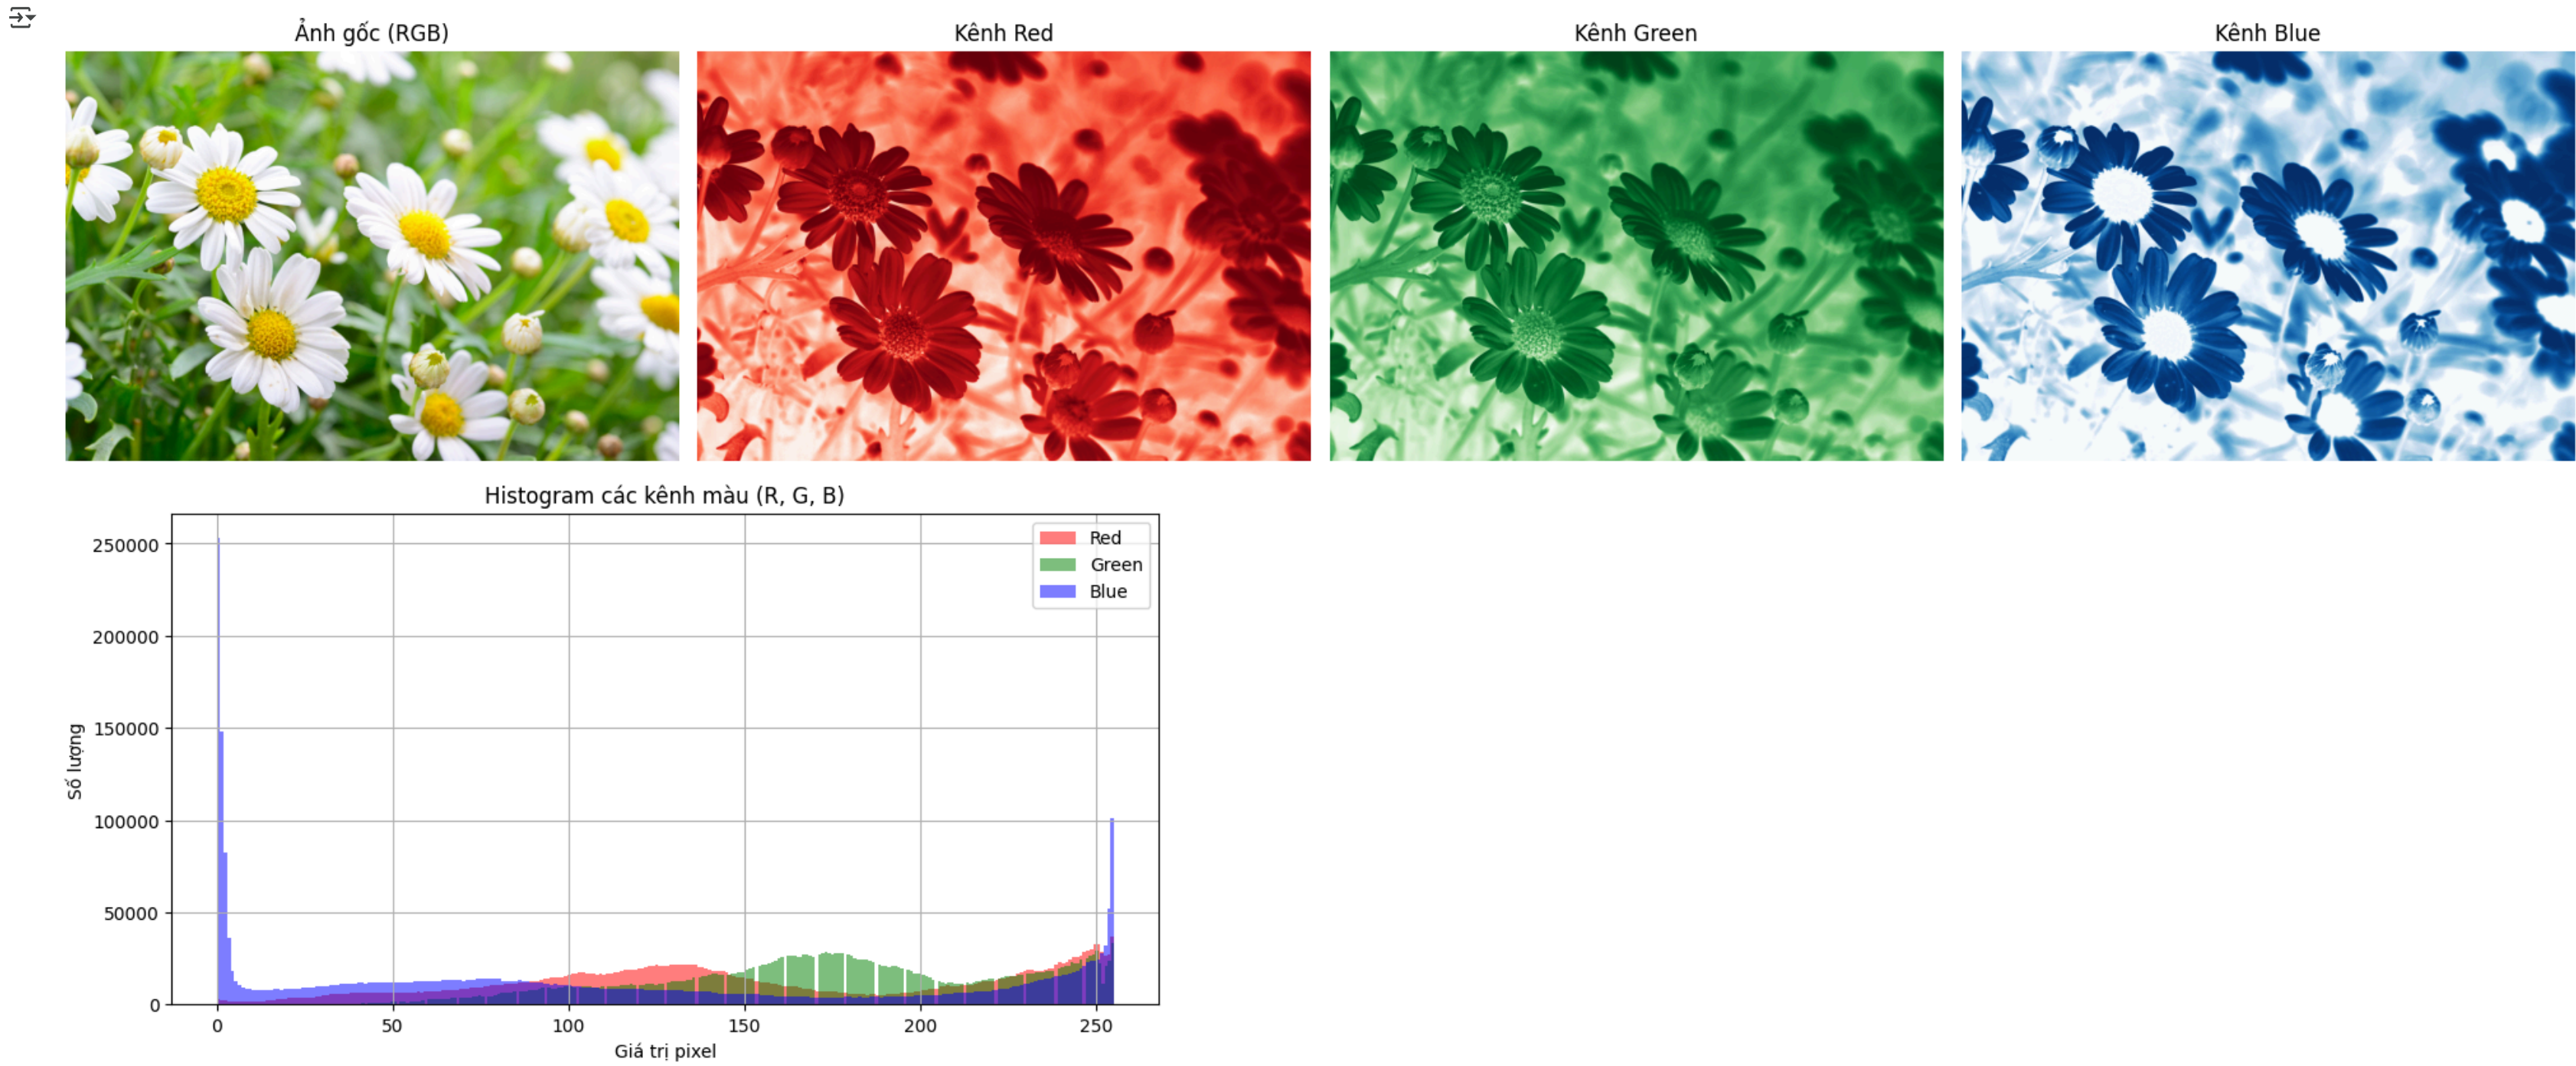 Ảnh gốc (RGB)
Kênh Red
Kênh Green
Kênh Blue
Histogram các kênh màu (R, G, B)
Red
Green
Blue
250000
200000
150000
100000
50000
0
Số lượng
0 50 100 150 200 250
Giá trị pixel